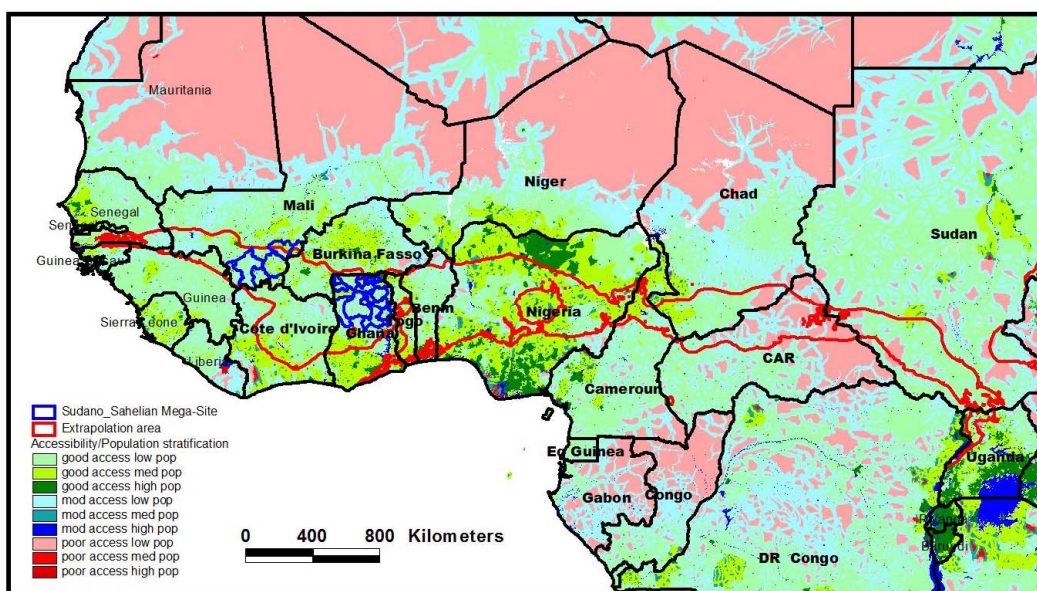 Mauritania
Niger
Chad
Mali
Senegal
Sudan
Burkina Fasso
Guinea
Benin
Nigeria
Sierra Leone
Cote d'Ivoire
Ghana
CAR
Cameroun
Sudano_Sahelian Mega-Site
Extrapolation area
Accessibility/Population stratification
good access low pop
good access med pop
good access high pop
mod access low pop
mod access med pop
mod access high pop
poor access low pop
poor access med pop
poor access high pop
0 400 800 Kilometers
Eq Guinea
Uganda
Gabon
Congo
DR Congo